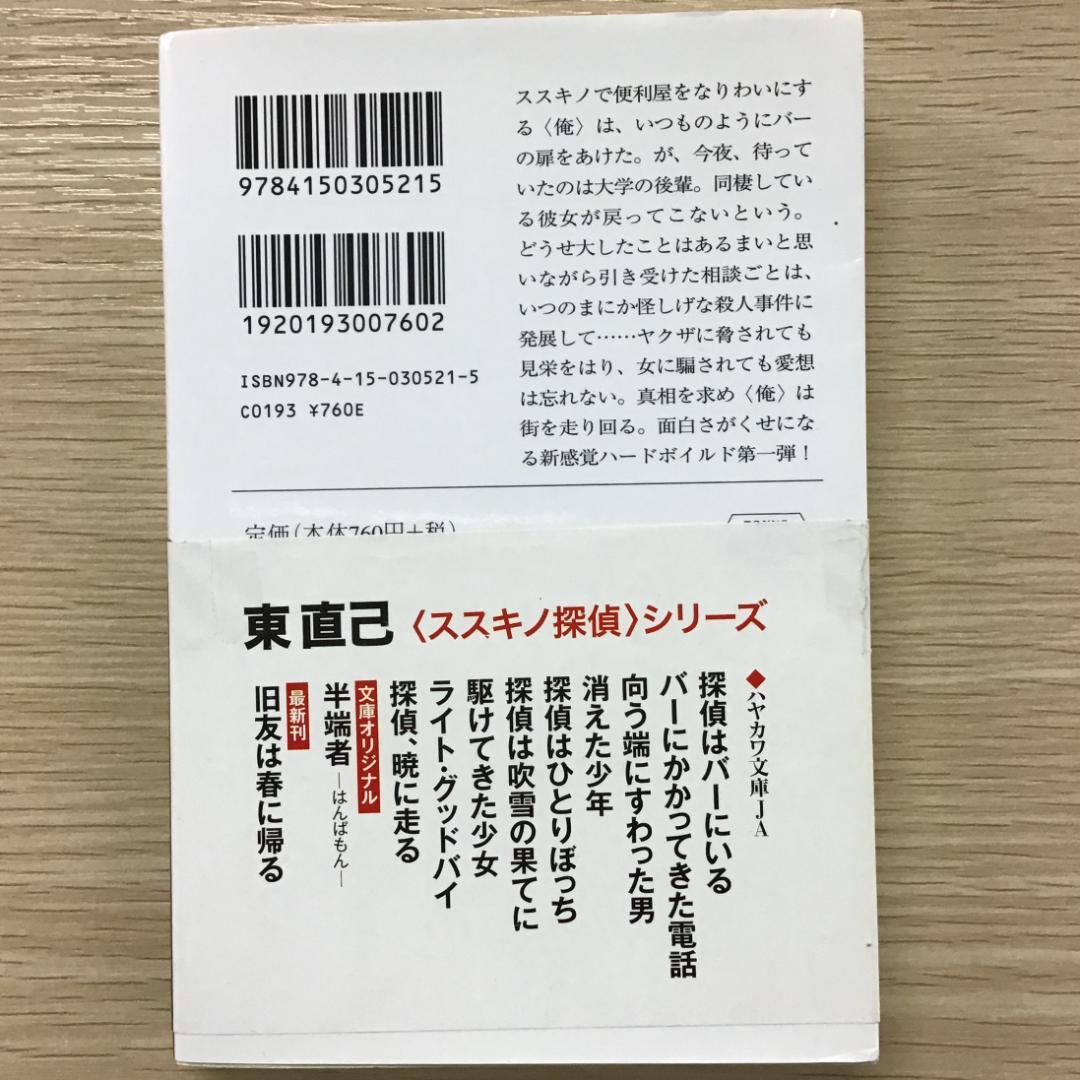 9784150305215
1920193007602
ISBN978-4-15-030521-5
C0193 ¥760E
ススキノで便利屋をなりわいにす
る〈俺〉は、いつものようにバー
の扉をあけた。が、今夜、待って
いたのは大学の後輩。同棲してい
る彼女が戻ってこないという。
どうせ大したことはあるまいと思
いながら引き受けた相談ごとは、
いつのまにか怪しげな殺人事件に
発展して……ヤクザに脅されても
見栄をはり、女に騙されても愛想
は忘れない。真相を求め〈俺〉は
街を走り回る。面白さがくせにな
る新感覚ハードボイルド第一弾！
定価(本体760円+税)
東 直己〈ススキノ探偵〉シリーズ
◆ハヤカワ文庫JA
探偵はバーにいる
バーにかかってきた電話
向う端にすわった男
消えた少年
探偵はひとりぼっち
探偵は吹雪の果てに
駆けてきた少女
ライト・グッドバイ
探偵、暁に走る
文庫オリジナル
半端者―はんぱもん―
最新刊
旧友は春に帰る